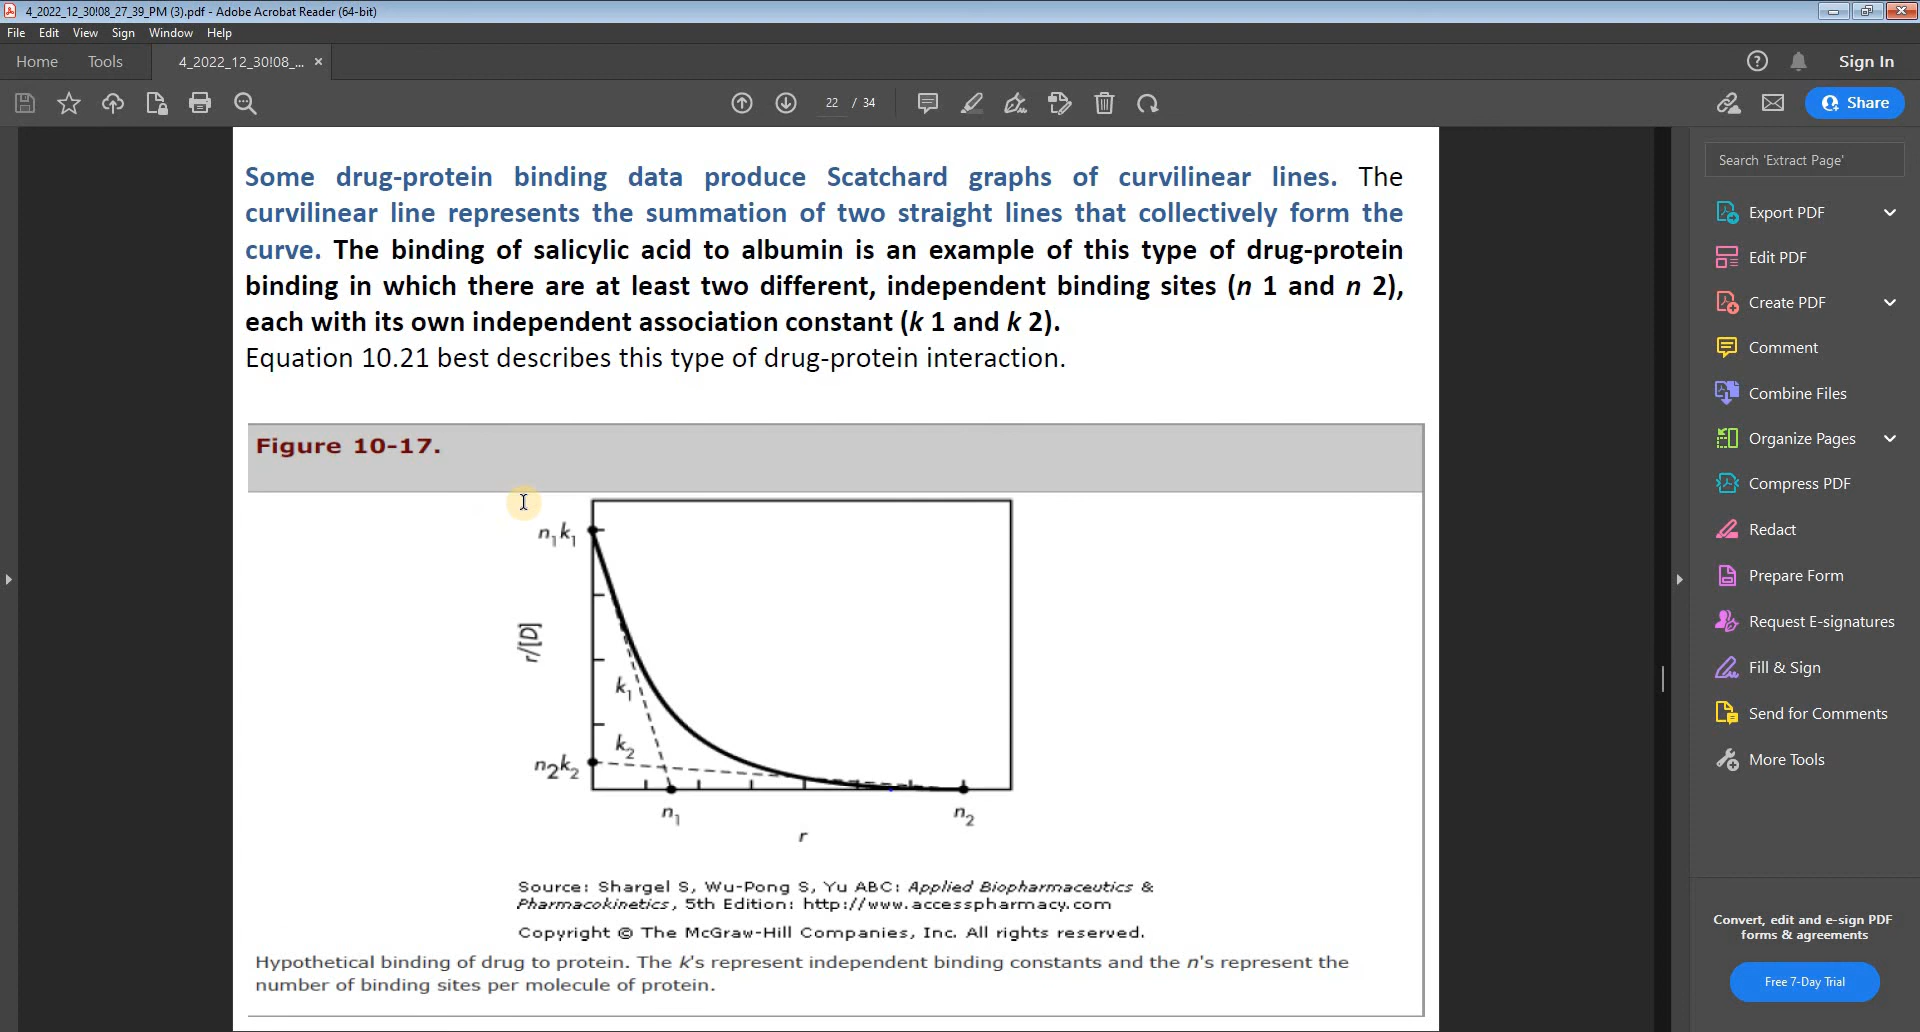 4_2022_12_30!08_27_39_PM (3).pdf - Adobe Acrobat Reader (64-bit)
File Edit View Sign Window Help
Home Tools 4_2022_12_30!08_... × Sign In
22 / 34 Share
Some drug-protein binding data produce Scatchard graphs of curvilinear lines. The
curvilinear line represents the summation of two straight lines that collectively form the
curve. The binding of salicylic acid to albumin is an example of this type of drug-protein
binding in which there are at least two different, independent binding sites (n 1 and n 2),
each with its own independent association constant (k 1 and k 2).
Equation 10.21 best describes this type of drug-protein interaction.
Figure 10-17.
n₁k₁
r/[D]
k₁
k₂
n₂k₂
n₁
n₂
r
Source: Shargel S, Wu-Pong S, Yu ABC: Applied Biopharmaceutics &
Pharmacokinetics, 5th Edition: http://www.accesspharmacy.com
Copyright © The McGraw-Hill Companies, Inc. All rights reserved.
Hypothetical binding of drug to protein. The k's represent independent binding constants and the n's represent the
number of binding sites per molecule of protein.
Search 'Extract Page'
Export PDF
Edit PDF
Create PDF
Comment
Combine Files
Organize Pages
Compress PDF
Redact
Prepare Form
Request E-signatures
Fill & Sign
Send for Comments
More Tools
Convert, edit and e-sign PDF
forms & agreements
Free 7-Day Trial